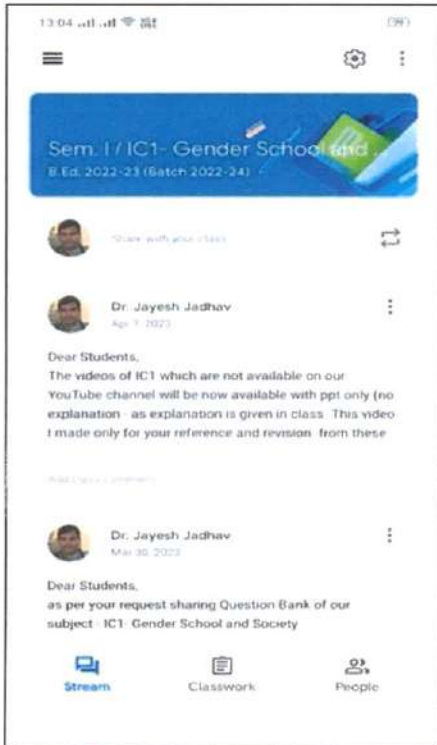 13:04
Sem. I / IC1- Gender School and ...
B.Ed. 2022-23 (Batch 2022-24)
Share with your class
Dr. Jayesh Jadhav
Apr 7, 2023
Dear Students,
The videos of IC1 which are not available on our
YouTube channel will be now available with ppt only (no
explanation - as explanation is given in class. This video
I made only for your reference and revision. from these
Add class comment
Dr. Jayesh Jadhav
Mar 30, 2023
Dear Students,
as per your request sharing Question Bank of our
subject - IC1- Gender School and Society
Stream
Classwork
People